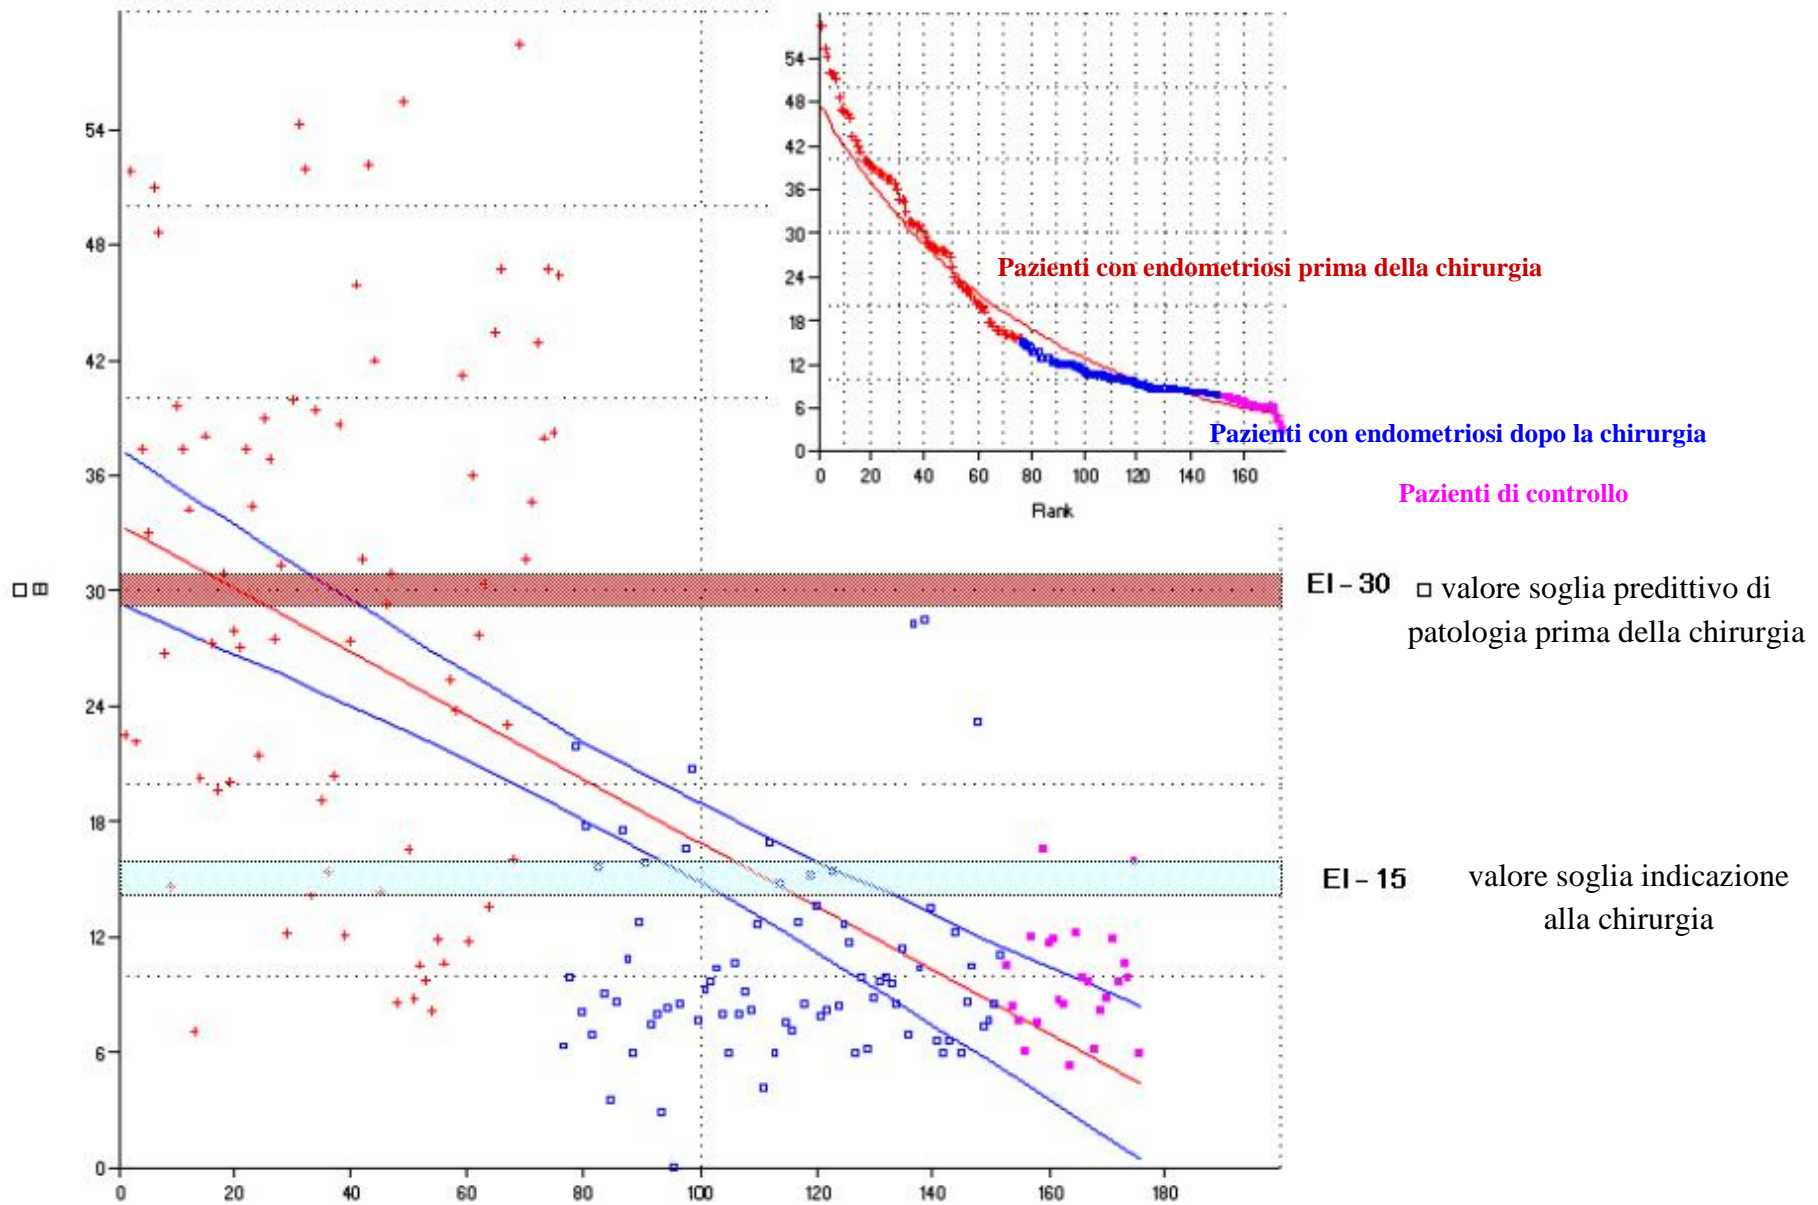 54
48
42
36
30
24
18
12
6
0
0 20 40 60 80 100 120 140 160
Rank
Pazienti con endometriosi prima della chirurgia
Pazienti con endometriosi dopo la chirurgia
Pazienti di controllo
54
48
42
36
30
24
18
12
6
0
0 20 40 60 80 100 120 140 160 180
EI - 30
valore soglia predittivo di
patologia prima della chirurgia
EI - 15
valore soglia indicazione
alla chirurgia